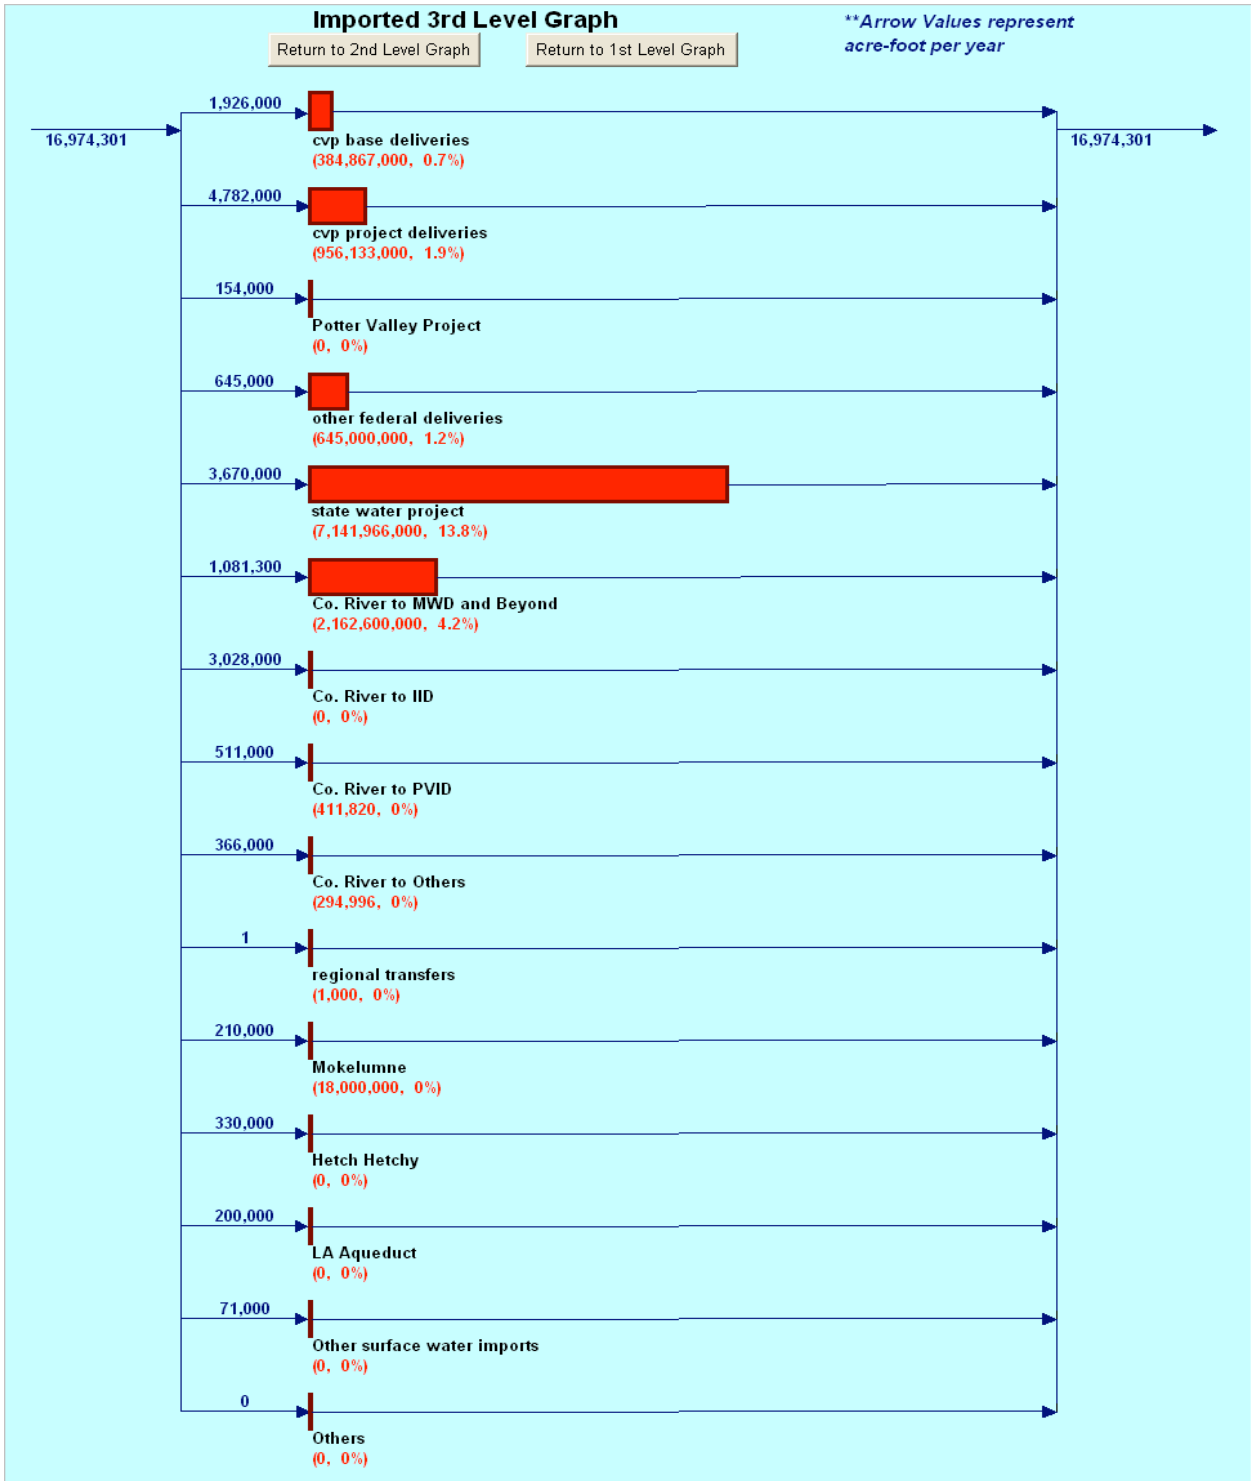 Imported 3rd Level Graph
**Arrow Values represent
acre-foot per year
Return to 2nd Level Graph
Return to 1st Level Graph
16,974,301
16,974,301
1,926,000
cvp base deliveries
(384,867,000, 0.7%)
4,782,000
cvp project deliveries
(956,133,000, 1.9%)
154,000
Potter Valley Project
(0, 0%)
645,000
other federal deliveries
(645,000,000, 1.2%)
3,670,000
state water project
(7,141,966,000, 13.8%)
1,081,300
Co. River to MWD and Beyond
(2,162,600,000, 4.2%)
3,028,000
Co. River to IID
(0, 0%)
511,000
Co. River to PVID
(411,820, 0%)
366,000
Co. River to Others
(294,996, 0%)
1
regional transfers
(1,000, 0%)
210,000
Mokelumne
(18,000,000, 0%)
330,000
Hetch Hetchy
(0, 0%)
200,000
LA Aqueduct
(0, 0%)
71,000
Other surface water imports
(0, 0%)
0
Others
(0, 0%)